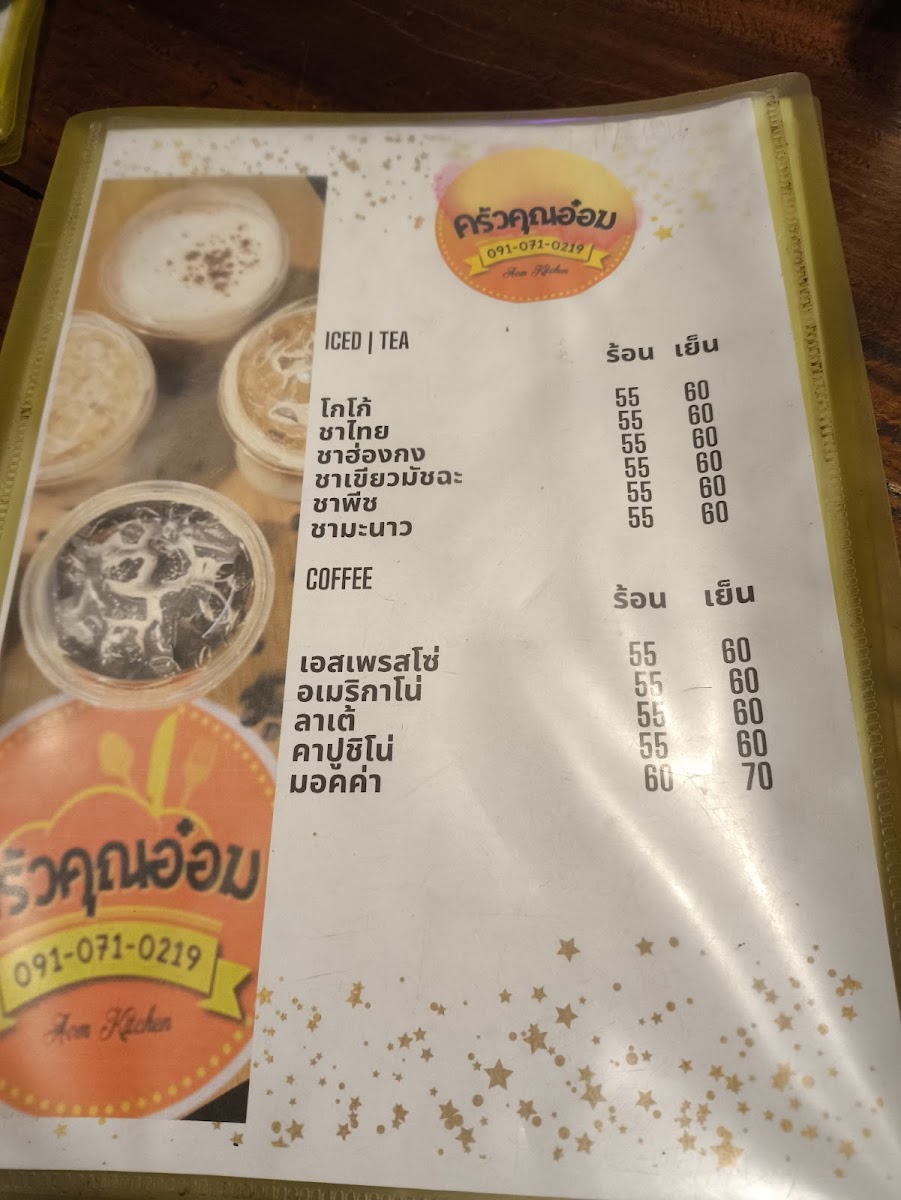 ครัวคุณอ๋อม
091-071-0219
Aom Kitchen
ICED | TEA ร้อน เย็น
โกโก้ 55 60
ชาไทย 55 60
ชาฮ่องกง 55 60
ชาเขียวมัชฉะ 55 60
ชาพีช 55 60
ชามะนาว 55 60
COFFEE ร้อน เย็น
เอสเพรสโซ่ 55 60
อเมริกาโน่ 55 60
ลาเต้ 55 60
คาปูชิโน่ 55 60
มอคค่า 60 70
ครัวคุณอ๋อม
091-071-0219
Aom Kitchen